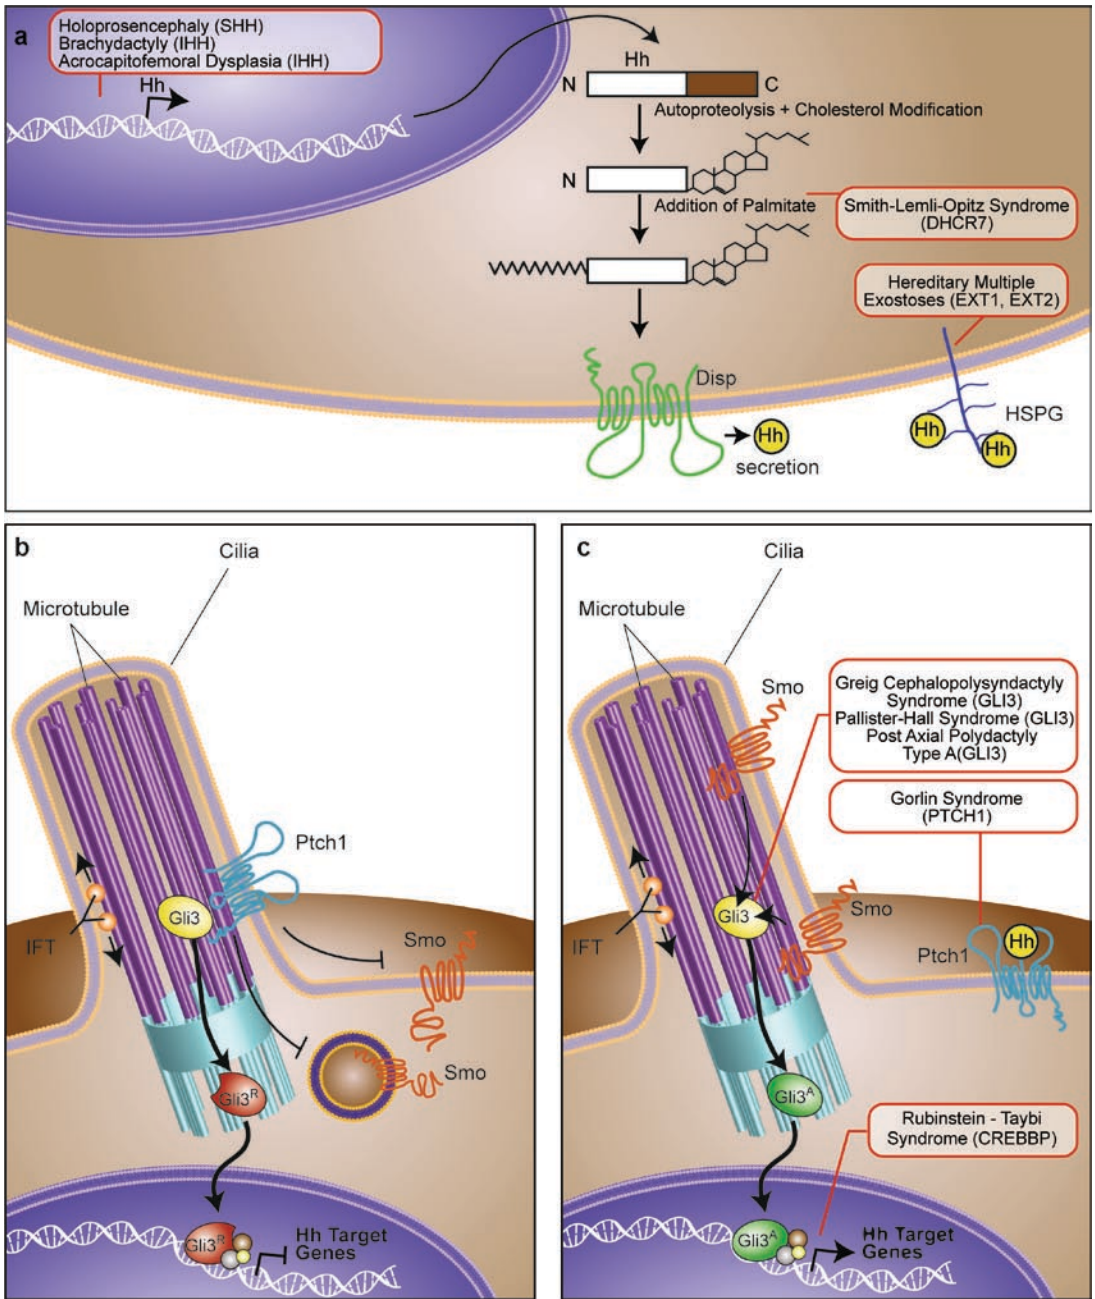 a
Holoprosencephaly (SHH)
Brachydactyly (IHH)
Acrocapitofemoral Dysplasia (IHH)
Hh
Hh
N
C
Autoproteolysis + Cholesterol Modification
N
Addition of Palmitate
Smith-Lemli-Opitz Syndrome
(DHCR7)
Hereditary Multiple
Exostoses (EXT1, EXT2)
Disp
Hh
secretion
HSPG
Hh
Hh
b
Cilia
Microtubule
Ptch1
Gli3
IFT
Smo
Gli3R
Smo
Gli3R
Hh Target
Genes
c
Cilia
Microtubule
Smo
Greig Cephalopolysyndactyly
Syndrome (GLI3)
Pallister-Hall Syndrome (GLI3)
Post Axial Polydactyly
Type A(GLI3)
Gorlin Syndrome
(PTCH1)
Gli3
Smo
IFT
Ptch1
Hh
Gli3A
Rubinstein - Taybi
Syndrome (CREBBP)
Gli3A
Hh Target
Genes